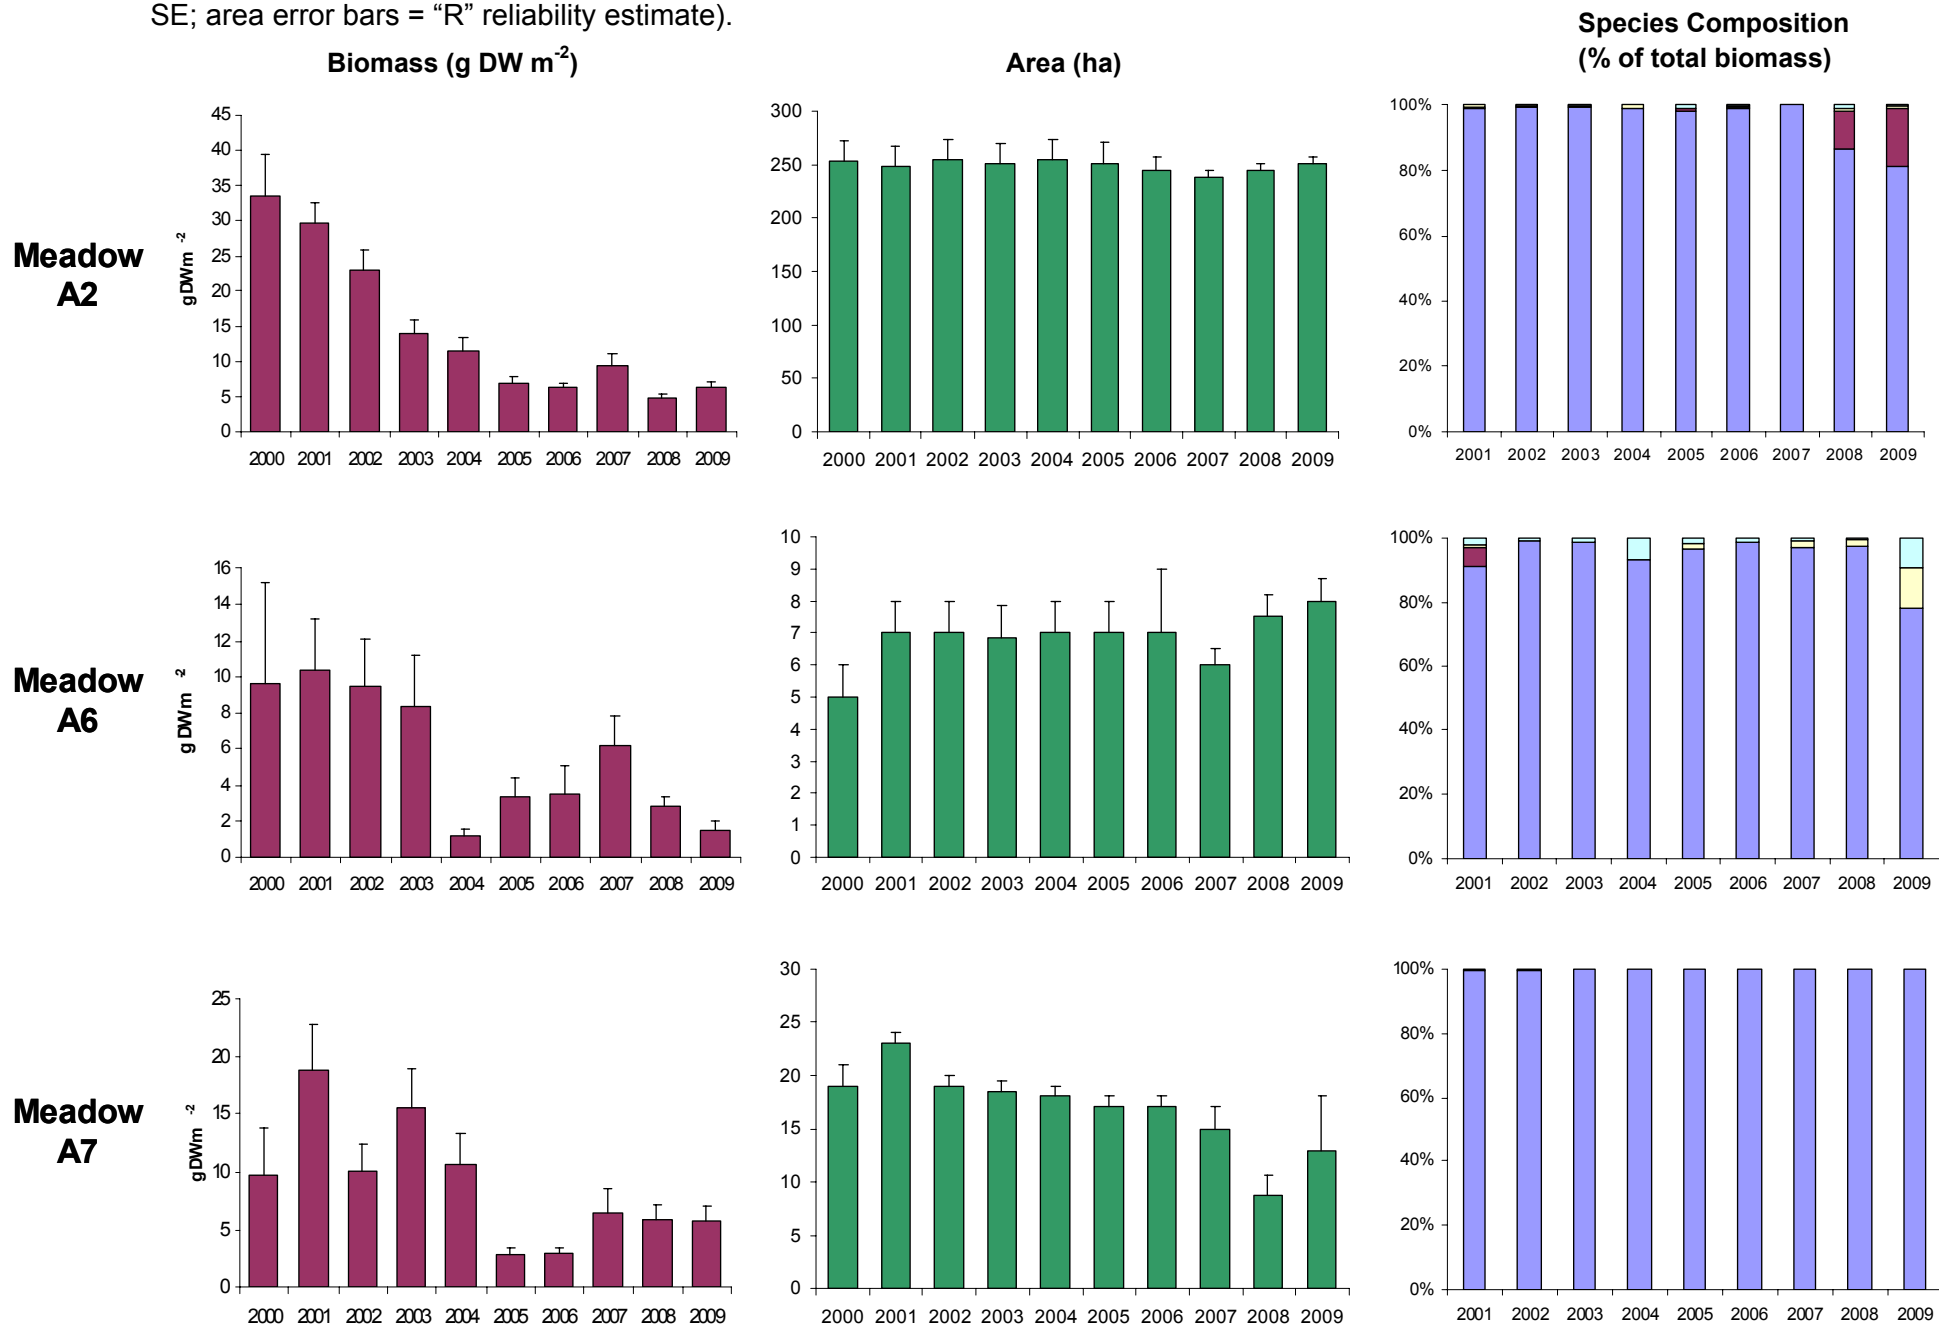 SE; area error bars = “R” reliability estimate).
Biomass (g DW m-2)
Area (ha)
Species Composition
(% of total biomass)
Meadow
A2
gDWm -2
45
40
35
30
25
20
15
10
5
0
2000 2001 2002 2003 2004 2005 2006 2007 2008 2009
300
250
200
250
100
50
0
2000 2001 2002 2003 2004 2005 2006 2007 2008 2009
100%
80%
60%
40%
20%
0%
2001 2002 2003 2004 2005 2006 2007 2008 2009
Meadow
A6
g DWm -2
16
14
12
10
8
6
4
2
0
2000 2001 2002 2003 2004 2005 2006 2007 2008 2009
10
9
8
7
6
5
4
3
2
1
0
2000 2001 2002 2003 2004 2005 2006 2007 2008 2009
100%
80%
60%
40%
20%
0%
2001 2002 2003 2004 2005 2006 2007 2008 2009
Meadow
A7
gDWm -2
25
20
15
10
5
0
2000 2001 2002 2003 2004 2005 2006 2007 2008 2009
30
25
20
15
10
5
0
2000 2001 2002 2003 2004 2005 2006 2007 2008 2009
100%
80%
60%
40%
20%
0%
2001 2002 2003 2004 2005 2006 2007 2008 2009